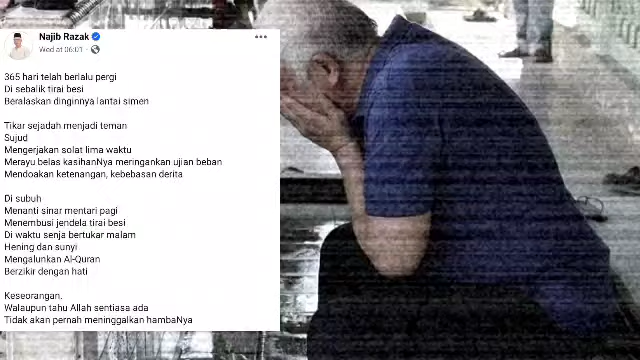 Najib Razak
Wed at 06:01 ·
365 hari telah berlalu pergi
Di sebalik tirai besi
Beralaskan dinginnya lantai simen
Tikar sejadah menjadi teman
Sujud
Mengerjakan solat lima waktu
Merayu belas kasihanNya meringankan ujian beban
Mendoakan ketenangan, kebebasan derita
Di subuh
Menanti sinar mentari pagi
Menembusi jendela tirai besi
Di waktu senja bertukar malam
Hening dan sunyi
Mengalunkan Al-Quran
Berzikir dengan hati
Keseorangan.
Walaupun tahu Allah sentiasa ada
Tidak akan pernah meninggalkan hambaNya